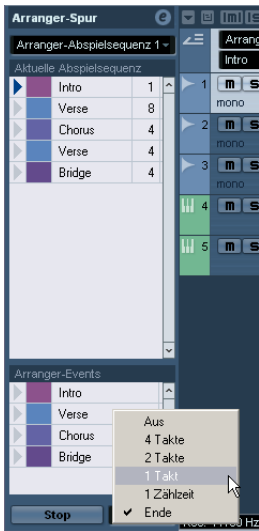 Arranger-Spur
Arranger-Abspielsequenz 1
Arrang
Intro
Aktuelle Abspielsequenz
Intro 1
Verse 8
Chorus 4
Verse 4
Bridge 4
1 m S
mono
2 m S
mono
3 m S
mono
4 m S
5 m S
Arranger-Events
Intro
Verse
Chorus
Bridge
Aus
4 Takte
2 Takte
1 Takt
1 Zählzeit
Ende
Stop